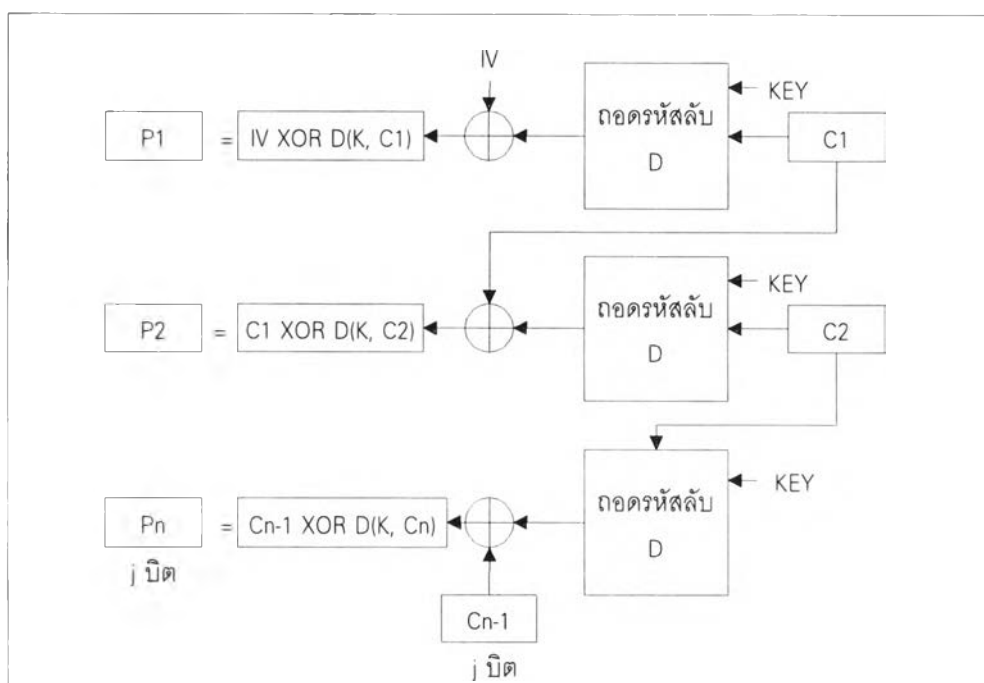 IV
KEY
P1 = IV XOR D(K, C1)
ถอดรหัสลับ
D
C1
KEY
P2 = C1 XOR D(K, C2)
ถอดรหัสลับ
D
C2
KEY
Pn = Cn-1 XOR D(K, Cn)
ถอดรหัสลับ
D
j บิต
Cn-1
j บิต